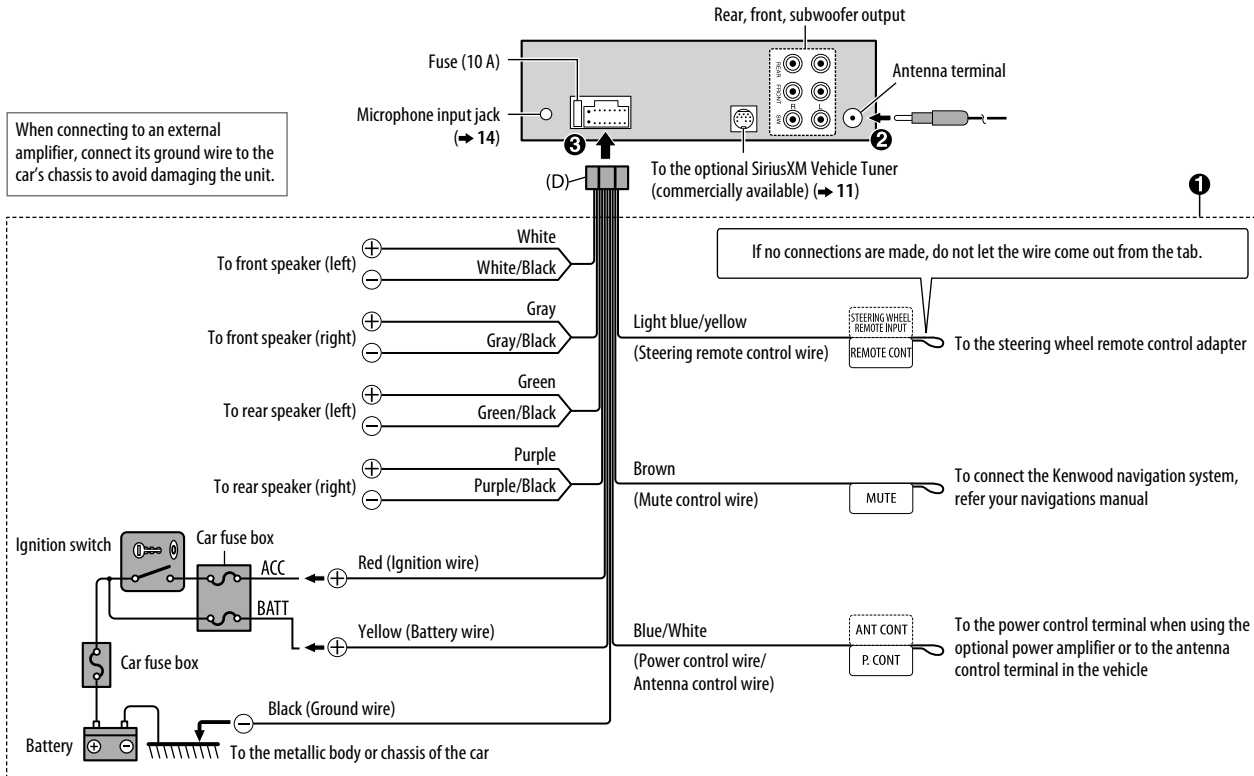 Rear, front, subwoofer output
Fuse (10 A)
Antenna terminal
Microphone input jack
(➜ 14)
REAR
FRONT
SW
R
L
When connecting to an external
amplifier, connect its ground wire to the
car's chassis to avoid damaging the unit.
❸
❷
(D)
To the optional SiriusXM Vehicle Tuner
(commercially available) (➜ 11)
❶
White
To front speaker (left)
White/Black
If no connections are made, do not let the wire come out from the tab.
Gray
To front speaker (right)
Gray/Black
Light blue/yellow
(Steering remote control wire)
STEERING WHEEL
REMOTE INPUT
REMOTE CONT
To the steering wheel remote control adapter
Green
To rear speaker (left)
Green/Black
Purple
To rear speaker (right)
Purple/Black
Brown
(Mute control wire)
MUTE
To connect the Kenwood navigation system,
refer your navigations manual
Ignition switch
Car fuse box
ACC
Red (Ignition wire)
BATT
Yellow (Battery wire)
Blue/White
(Power control wire/
Antenna control wire)
ANT CONT
P. CONT
To the power control terminal when using the
optional power amplifier or to the antenna
control terminal in the vehicle
Car fuse box
Black (Ground wire)
Battery
To the metallic body or chassis of the car